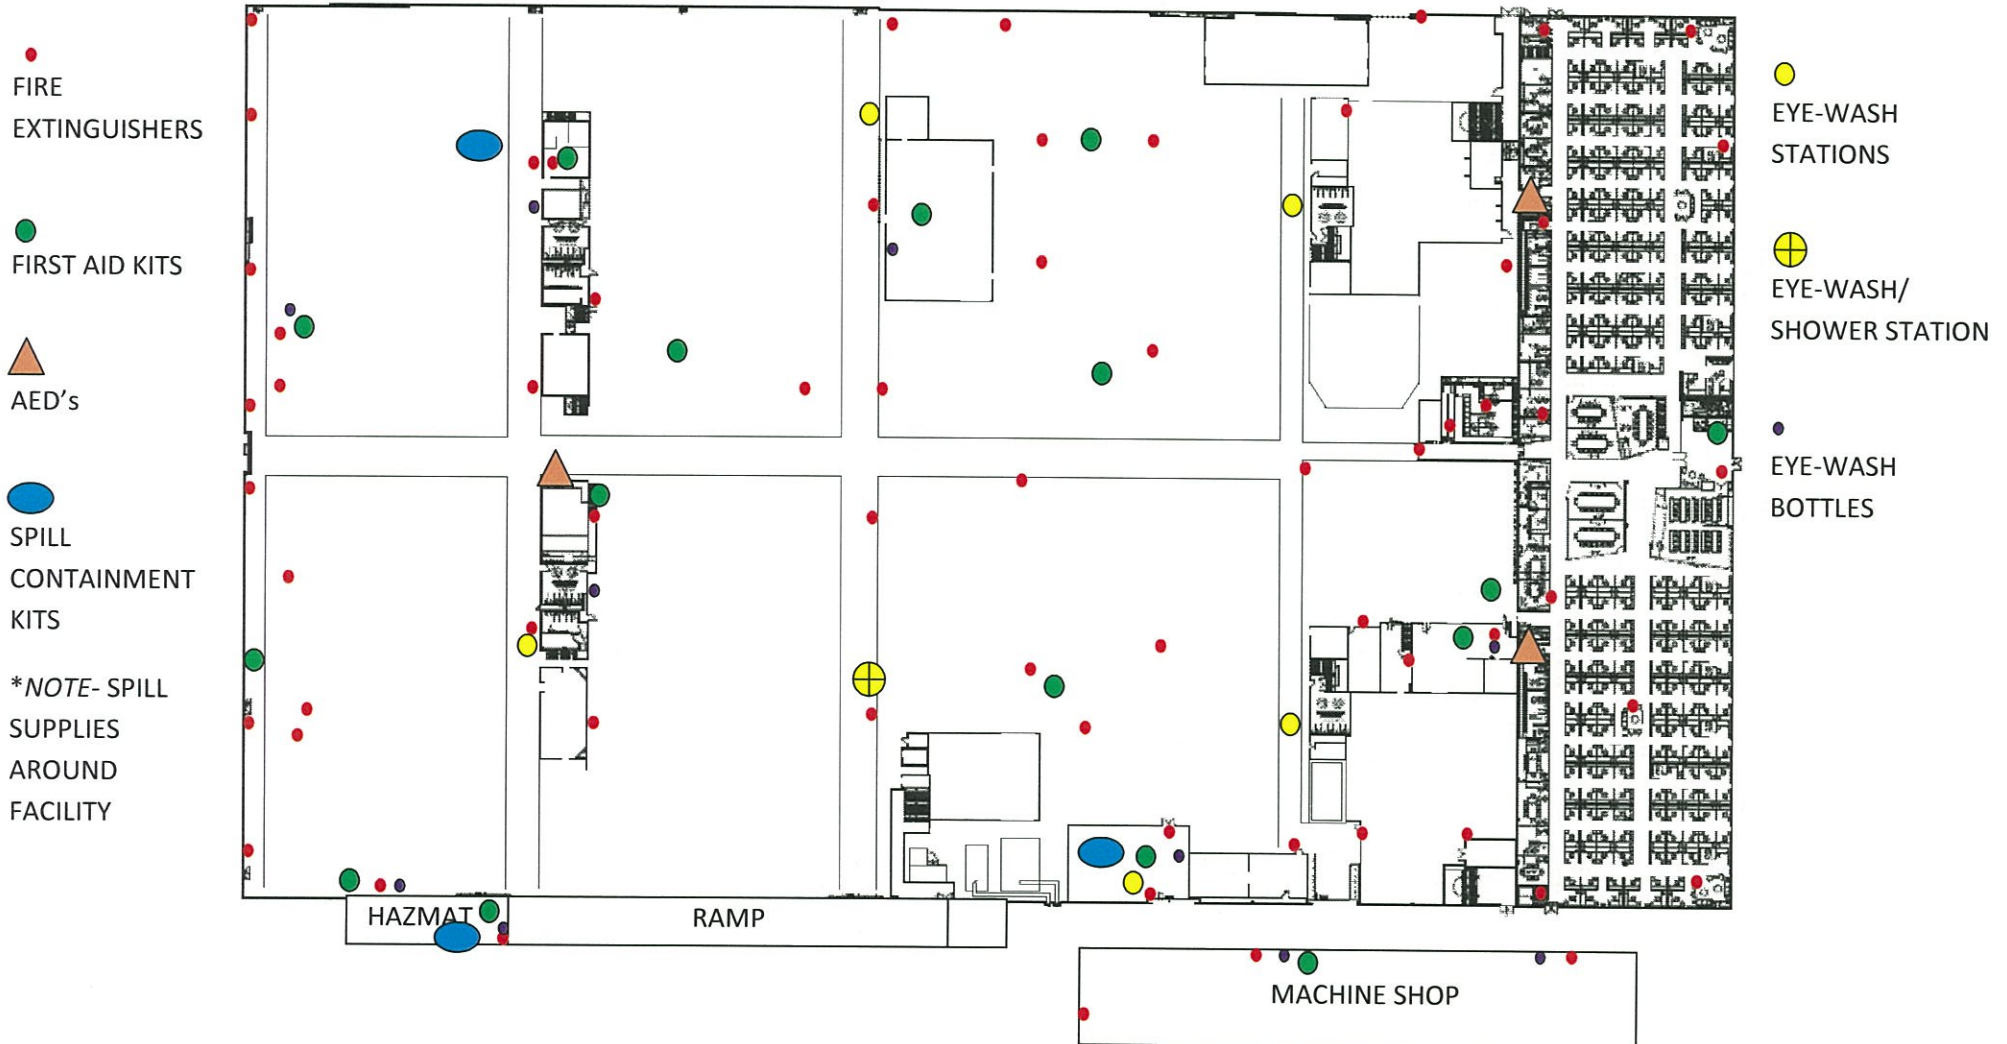 FIRE
EXTINGUISHERS
FIRST AID KITS
AED's
SPILL
CONTAINMENT
KITS
*NOTE- SPILL
SUPPLIES
AROUND
FACILITY
HAZMAT
RAMP
MACHINE SHOP
EYE-WASH
STATIONS
EYE-WASH/
SHOWER STATION
EYE-WASH
BOTTLES